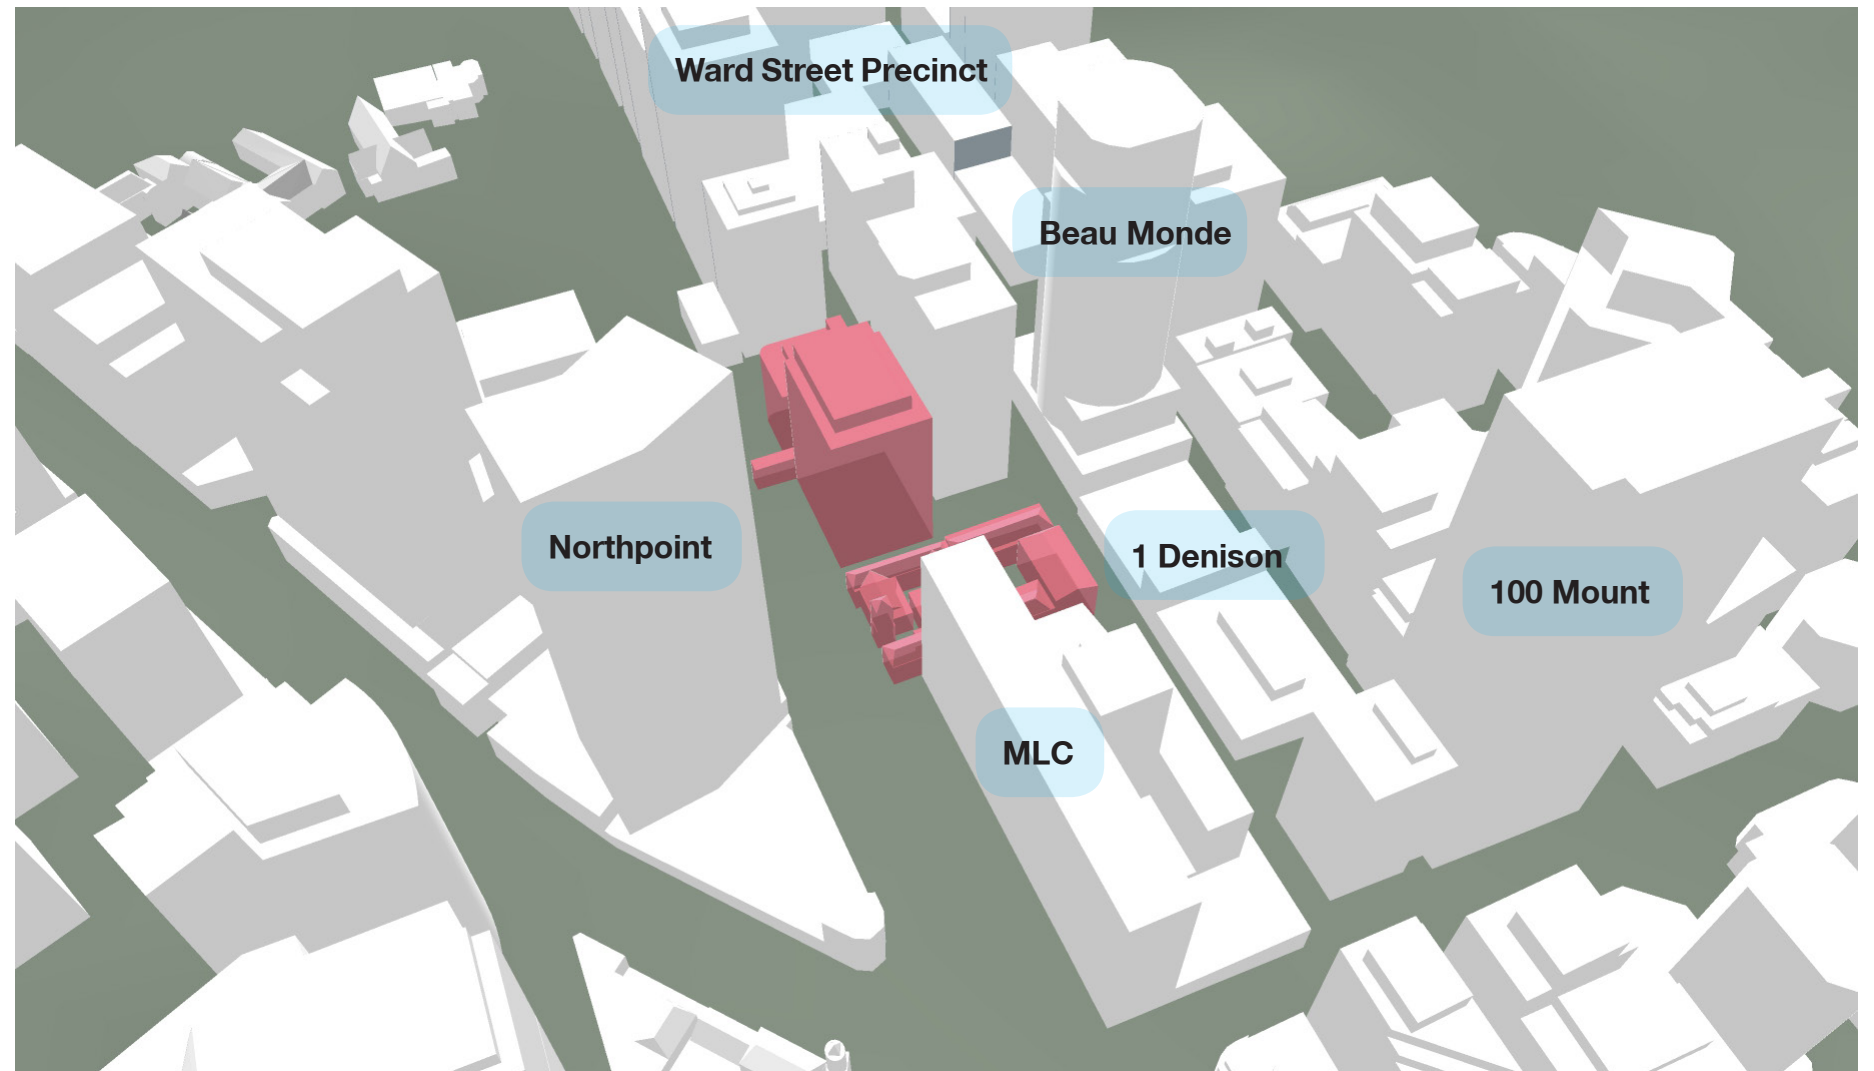 Ward Street Precinct
Beau Monde
Northpoint
1 Denison
100 Mount
MLC